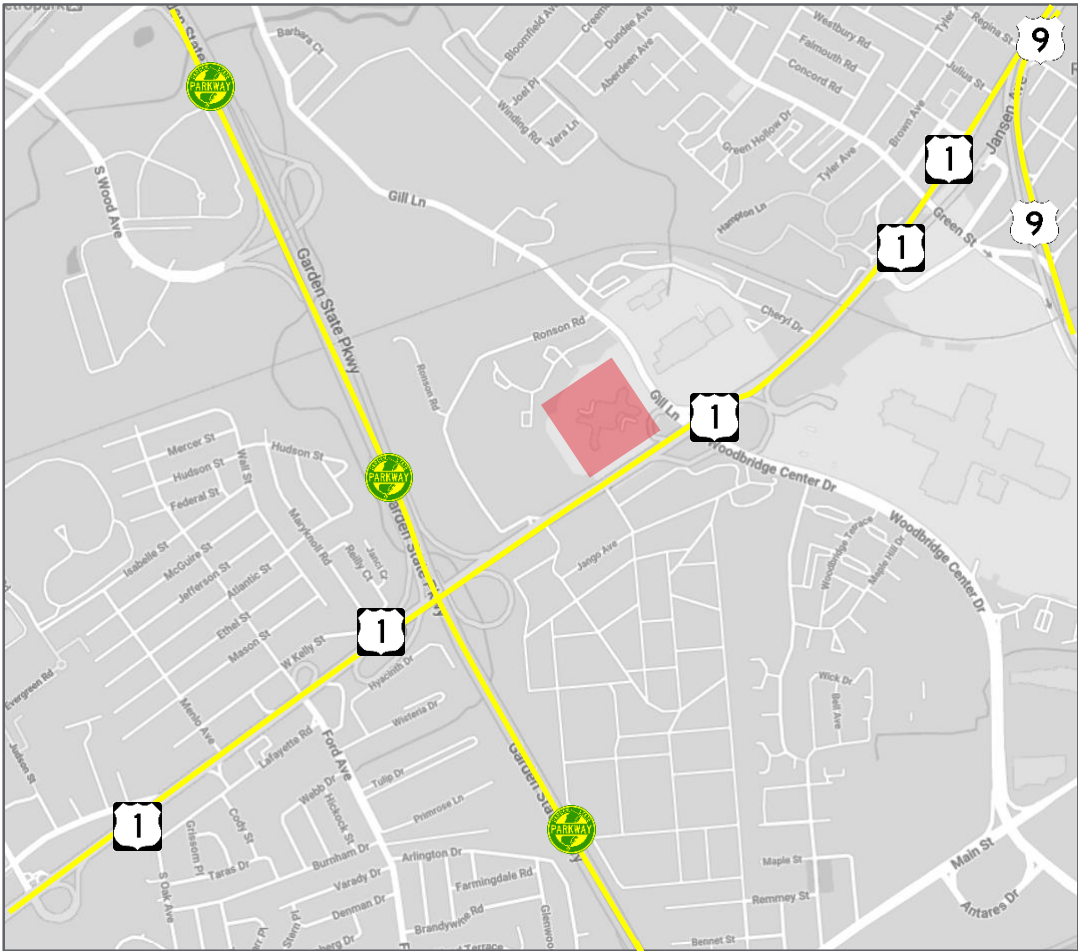 etropark
Barbara Ct
Bloomfield Ave
Dundee Ave
Aberdeen Ave
Westbury Rd
Falmouth Rd
Concord Rd
Regina St
Julius St
9
PARKWAY
Joel Pl
Winding Rd
Vera Ln
Green Hollow Dr
Brown Ave
Jansen Ave
Tyler Ave
1
S Wood Ave
Gill Ln
Hampton Ln
Green St
9
1
Garden State Pkwy
Ronson Rd
Cheryl Dr
Ronson Rd
Gill Ln
1
Mercer St
Hudson St
Wall St
Hudson St
Federal St
PARKWAY
Woodbridge Center Dr
Maryknoll Rd
Garden State Pkwy
Woodbridge Terrace
Maple Hill Dr
Woodbridge Center Dr
Isabelle St
McGuire St
Reilly Ct
Janci Cr
Jango Ave
Jefferson St
Atlantic St
Ethel St
Mason St
W Kelly St
1
Hyacinth Dr
Evergreen Rd
Menlo Ave
Wisteria Dr
Wick Dr
Bell Ave
Judson St
Lafayette Rd
Ford Ave
Tulip Dr
Garden Sta
Webb Dr
Hickock St
Primrose Ln
1
Cody St
Grissom Pl
PARKWAY
Taras Dr
Burnham Dr
Arlington Dr
Maple St
Main St
S Oak Ave
Varady Dr
Farmingdale Rd
Remmey St
Antares Dr
Denman Dr
Brandywine Rd
Glenwoo
Bennet St
Terrace